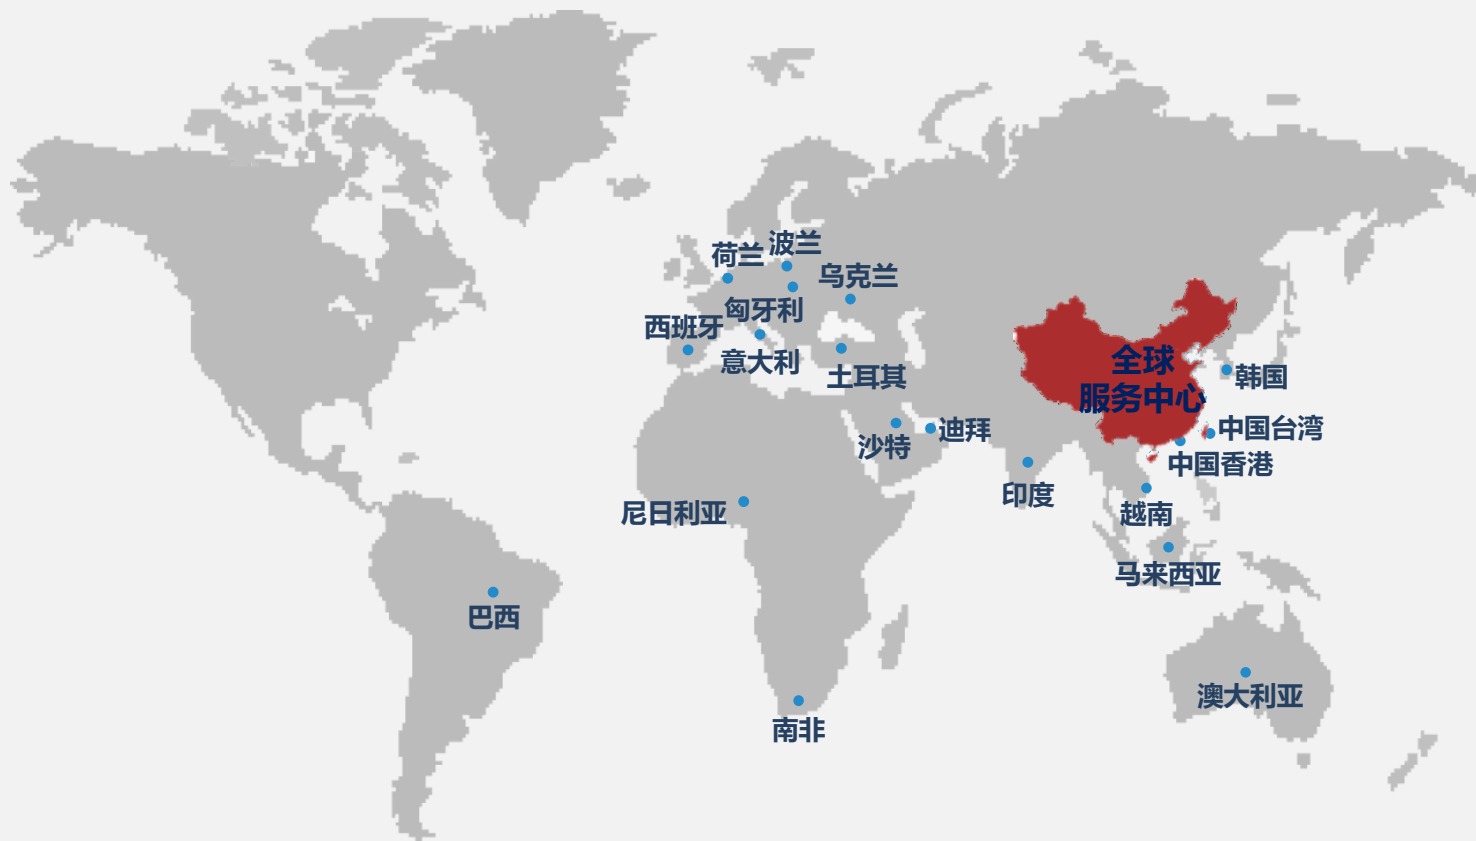 荷兰
波兰
乌克兰
匈牙利
西班牙
意大利
土耳其
全球
服务中心
韩国
中国台湾
迪拜
沙特
中国香港
印度
越南
尼日利亚
马来西亚
巴西
澳大利亚
南非